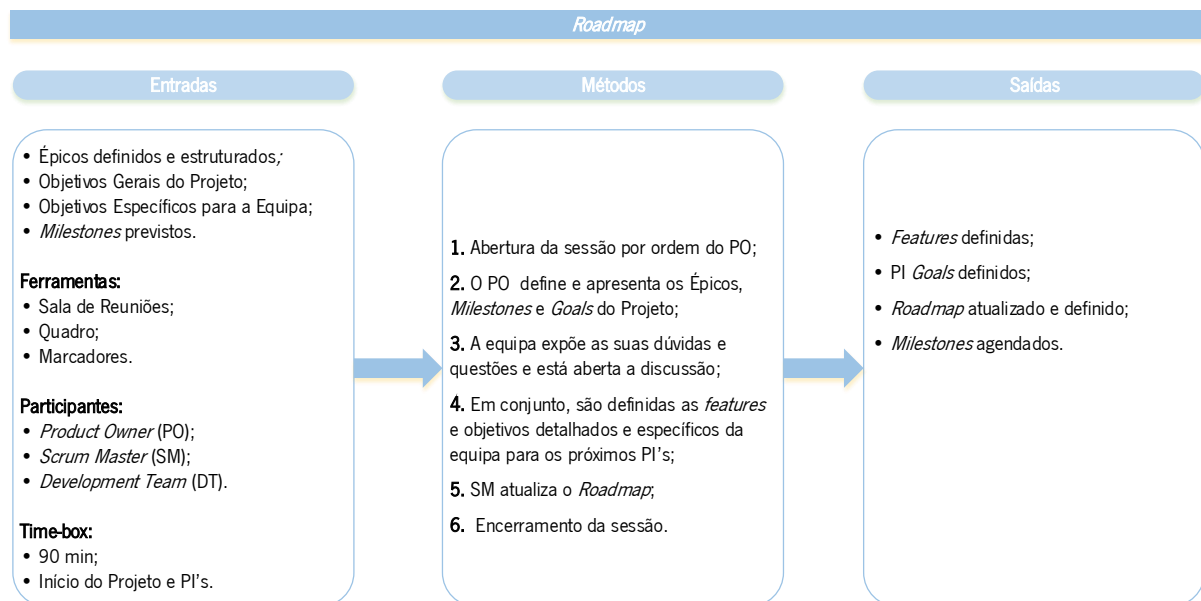 Roadmap
Entradas
Métodos
Saídas
• Épicos definidos e estruturados;
• Objetivos Gerais do Projeto;
• Objetivos Específicos para a Equipa;
• Milestones previstos.
Ferramentas:
• Sala de Reuniões;
• Quadro;
• Marcadores.
Participantes:
• Product Owner (PO);
• Scrum Master (SM);
• Development Team (DT).
Time-box:
• 90 min;
• Início do Projeto e PI's.
1. Abertura da sessão por ordem do PO;
2. O PO define e apresenta os Épicos,
Milestones e Goals do Projeto;
3. A equipa expõe as suas dúvidas e
questões e está aberta a discussão;
4. Em conjunto, são definidas as features
e objetivos detalhados e específicos da
equipa para os próximos PI's;
5. SM atualiza o Roadmap;
6. Encerramento da sessão.
• Features definidas;
• PI Goals definidos;
• Roadmap atualizado e definido;
• Milestones agendados.